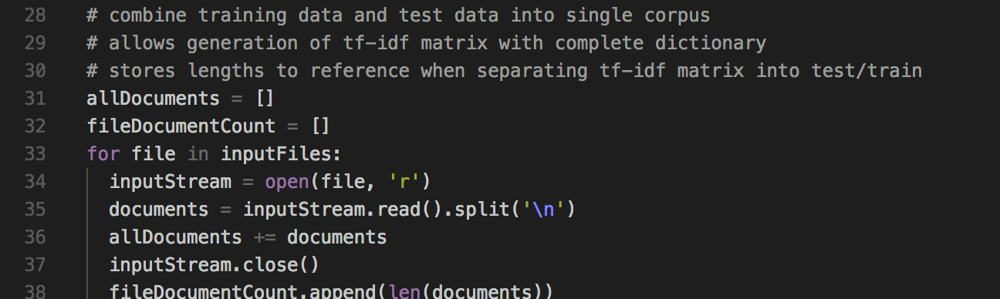 28 # combine training data and test data into single corpus
29 # allows generation of tf-idf matrix with complete dictionary
30 # stores lengths to reference when separating tf-idf matrix into test/train
31 allDocuments = []
32 fileDocumentCount = []
33 for file in inputFiles:
34 inputStream = open(file, 'r')
35 documents = inputStream.read().split('\n')
36 allDocuments += documents
37 inputStream.close()
38 fileDocumentCount.append(len(documents))